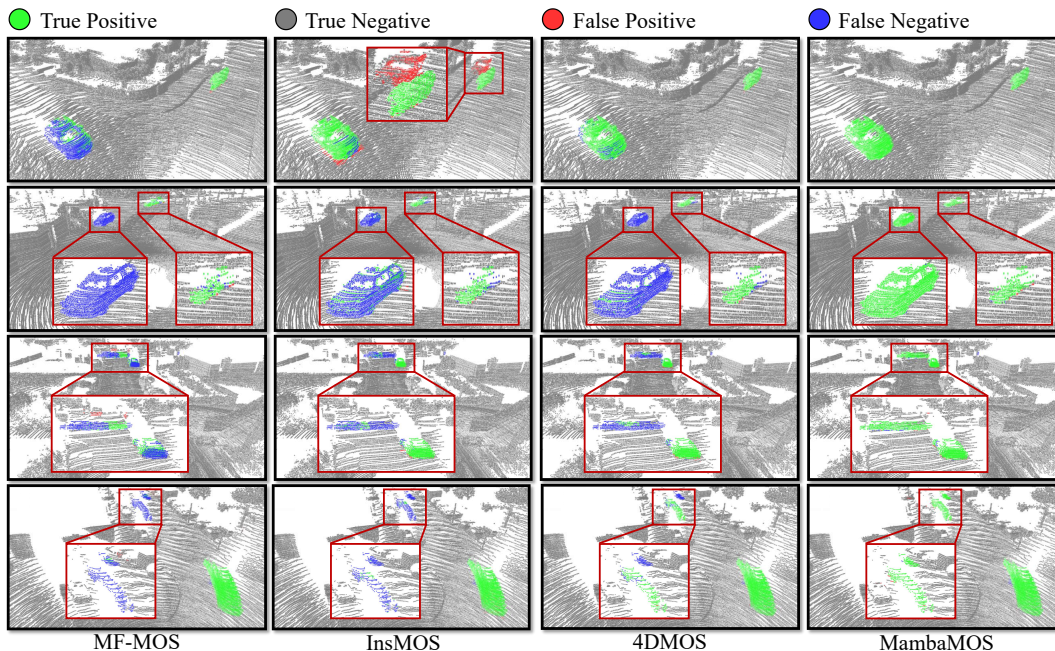 True Positive True Negative False Positive False Negative
MF-MOS InsMOS 4DMOS MambaMOS